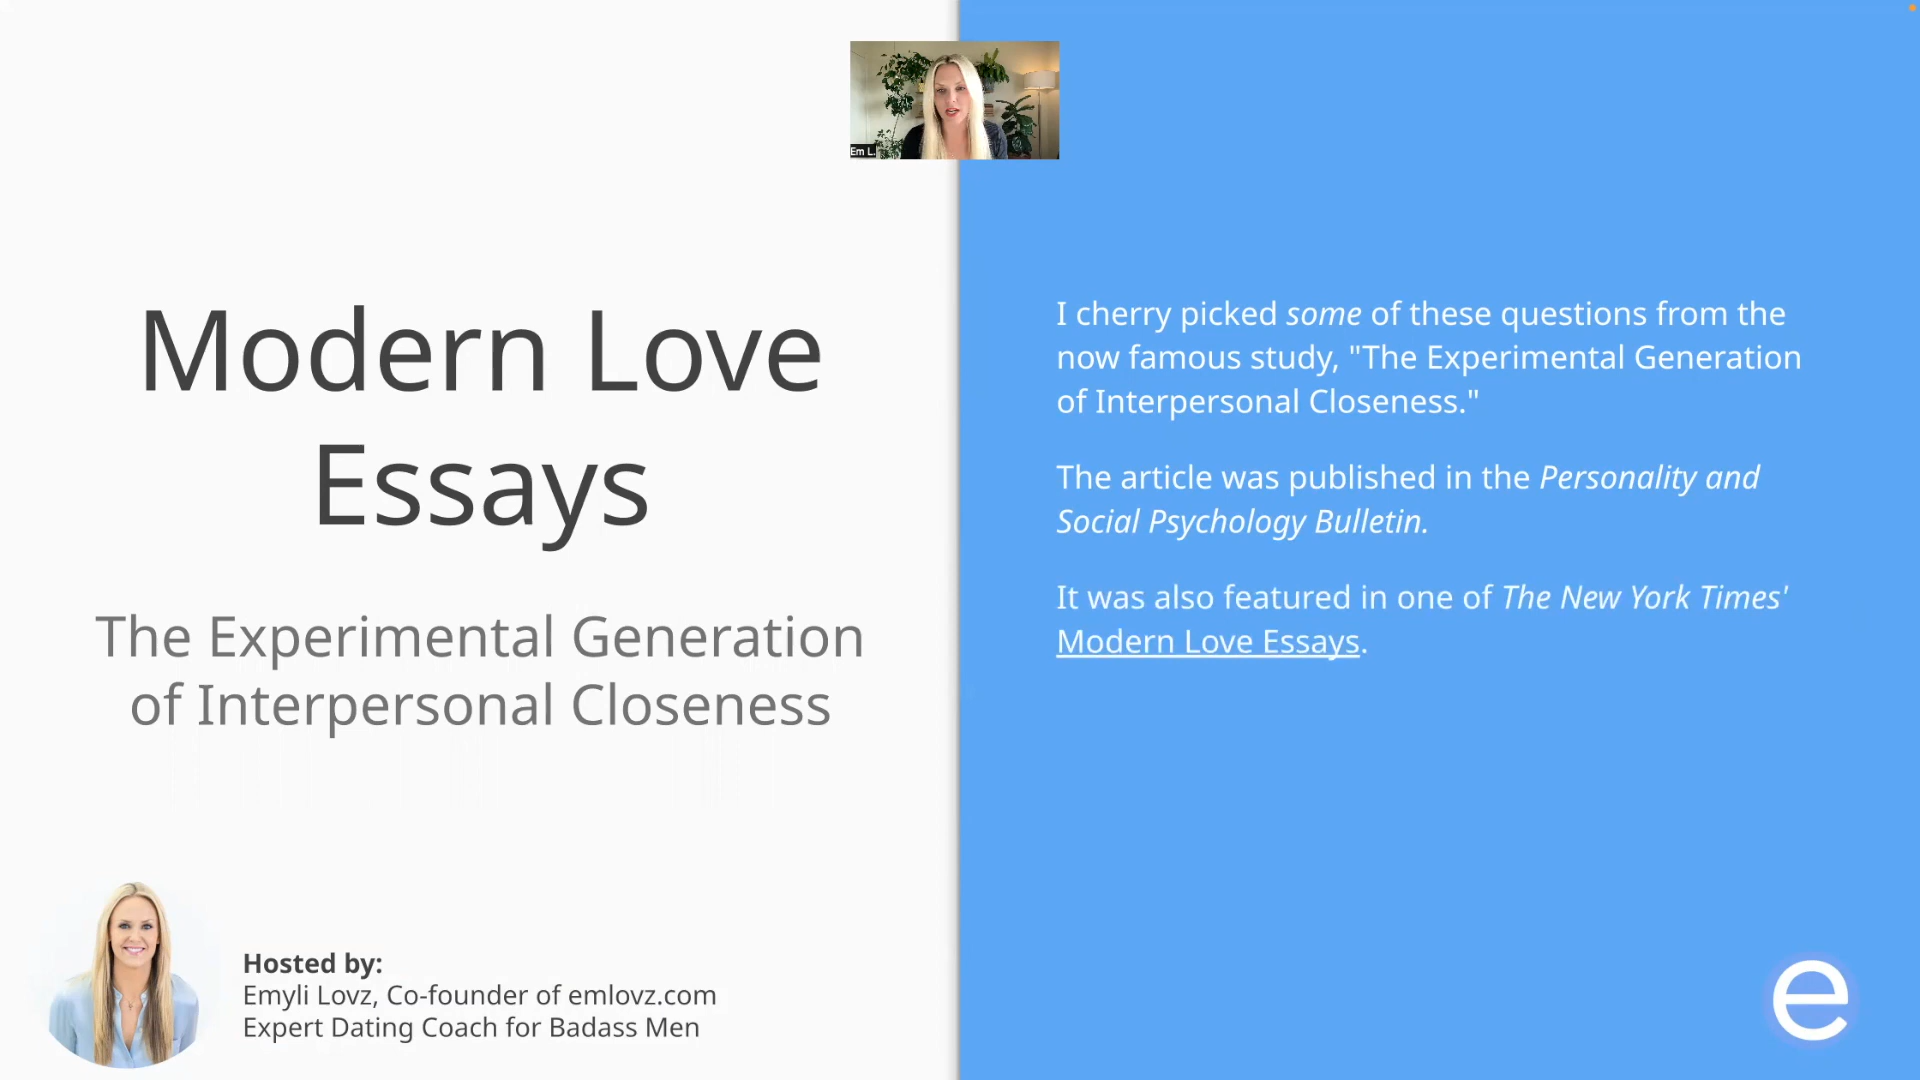 Em L.
Modern Love
Essays
The Experimental Generation
of Interpersonal Closeness
Hosted by:
Emyli Lovz, Co-founder of emlovz.com
Expert Dating Coach for Badass Men
I cherry picked some of these questions from the
now famous study, "The Experimental Generation
of Interpersonal Closeness."
The article was published in the Personality and
Social Psychology Bulletin.
It was also featured in one of The New York Times'
Modern Love Essays.
e